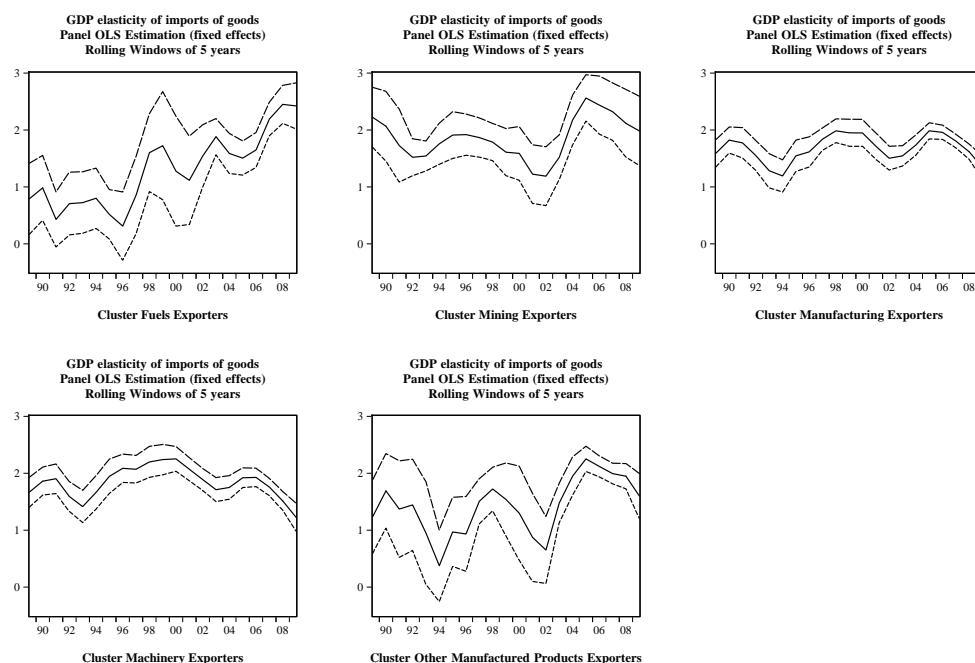 GDP elasticity of imports of goods
Panel OLS Estimation (fixed effects)
Rolling Windows of 5 years
3
2
1
0
90 92 94 96 98 00 02 04 06 08
Cluster Fuels Exporters
GDP elasticity of imports of goods
Panel OLS Estimation (fixed effects)
Rolling Windows of 5 years
3
2
1
0
90 92 94 96 98 00 02 04 06 08
Cluster Mining Exporters
GDP elasticity of imports of goods
Panel OLS Estimation (fixed effects)
Rolling Windows of 5 years
3
2
1
0
90 92 94 96 98 00 02 04 06 08
Cluster Manufacturing Exporters
GDP elasticity of imports of goods
Panel OLS Estimation (fixed effects)
Rolling Windows of 5 years
3
2
1
0
90 92 94 96 98 00 02 04 06 08
Cluster Machinery Exporters
GDP elasticity of imports of goods
Panel OLS Estimation (fixed effects)
Rolling Windows of 5 years
3
2
1
0
90 92 94 96 98 00 02 04 06 08
Cluster Other Manufactured Products Exporters